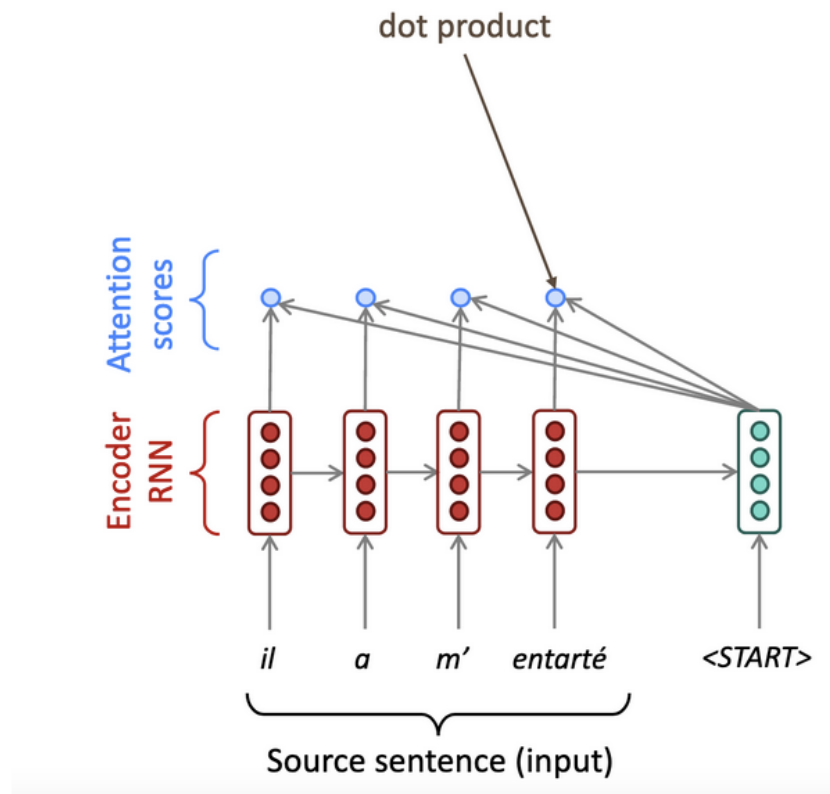 dot product
Attention
scores
Encoder
RNN
il a m’ entarté <START>
Source sentence (input)